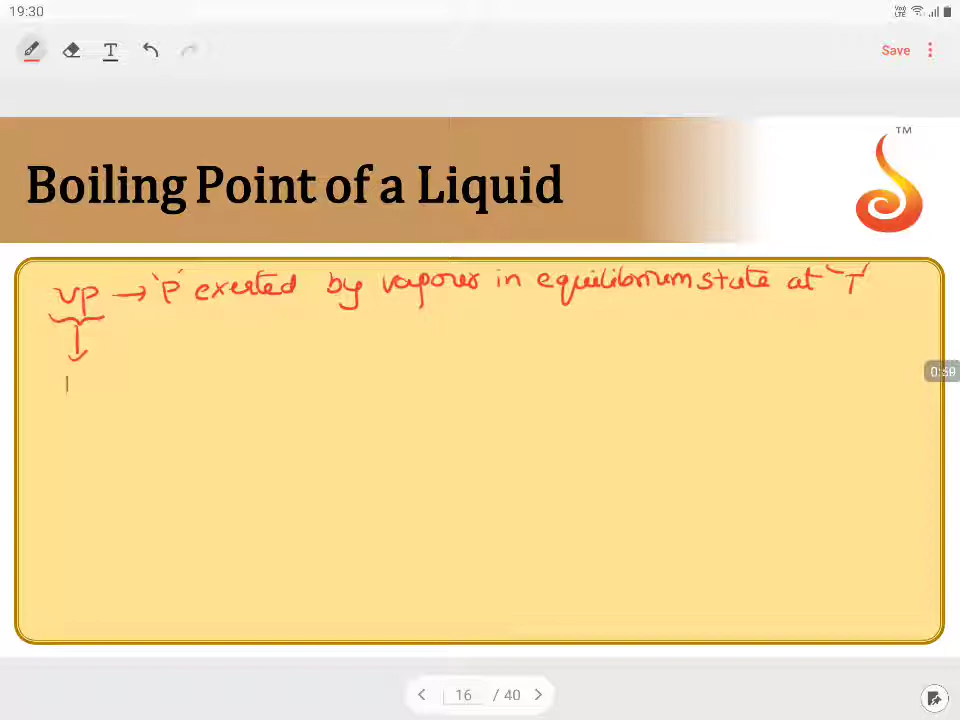 19:30
Save
TM
Boiling Point of a Liquid
vp → 'P' exerted by vapours in equilibrium state at 'T'
0:59
16 / 40